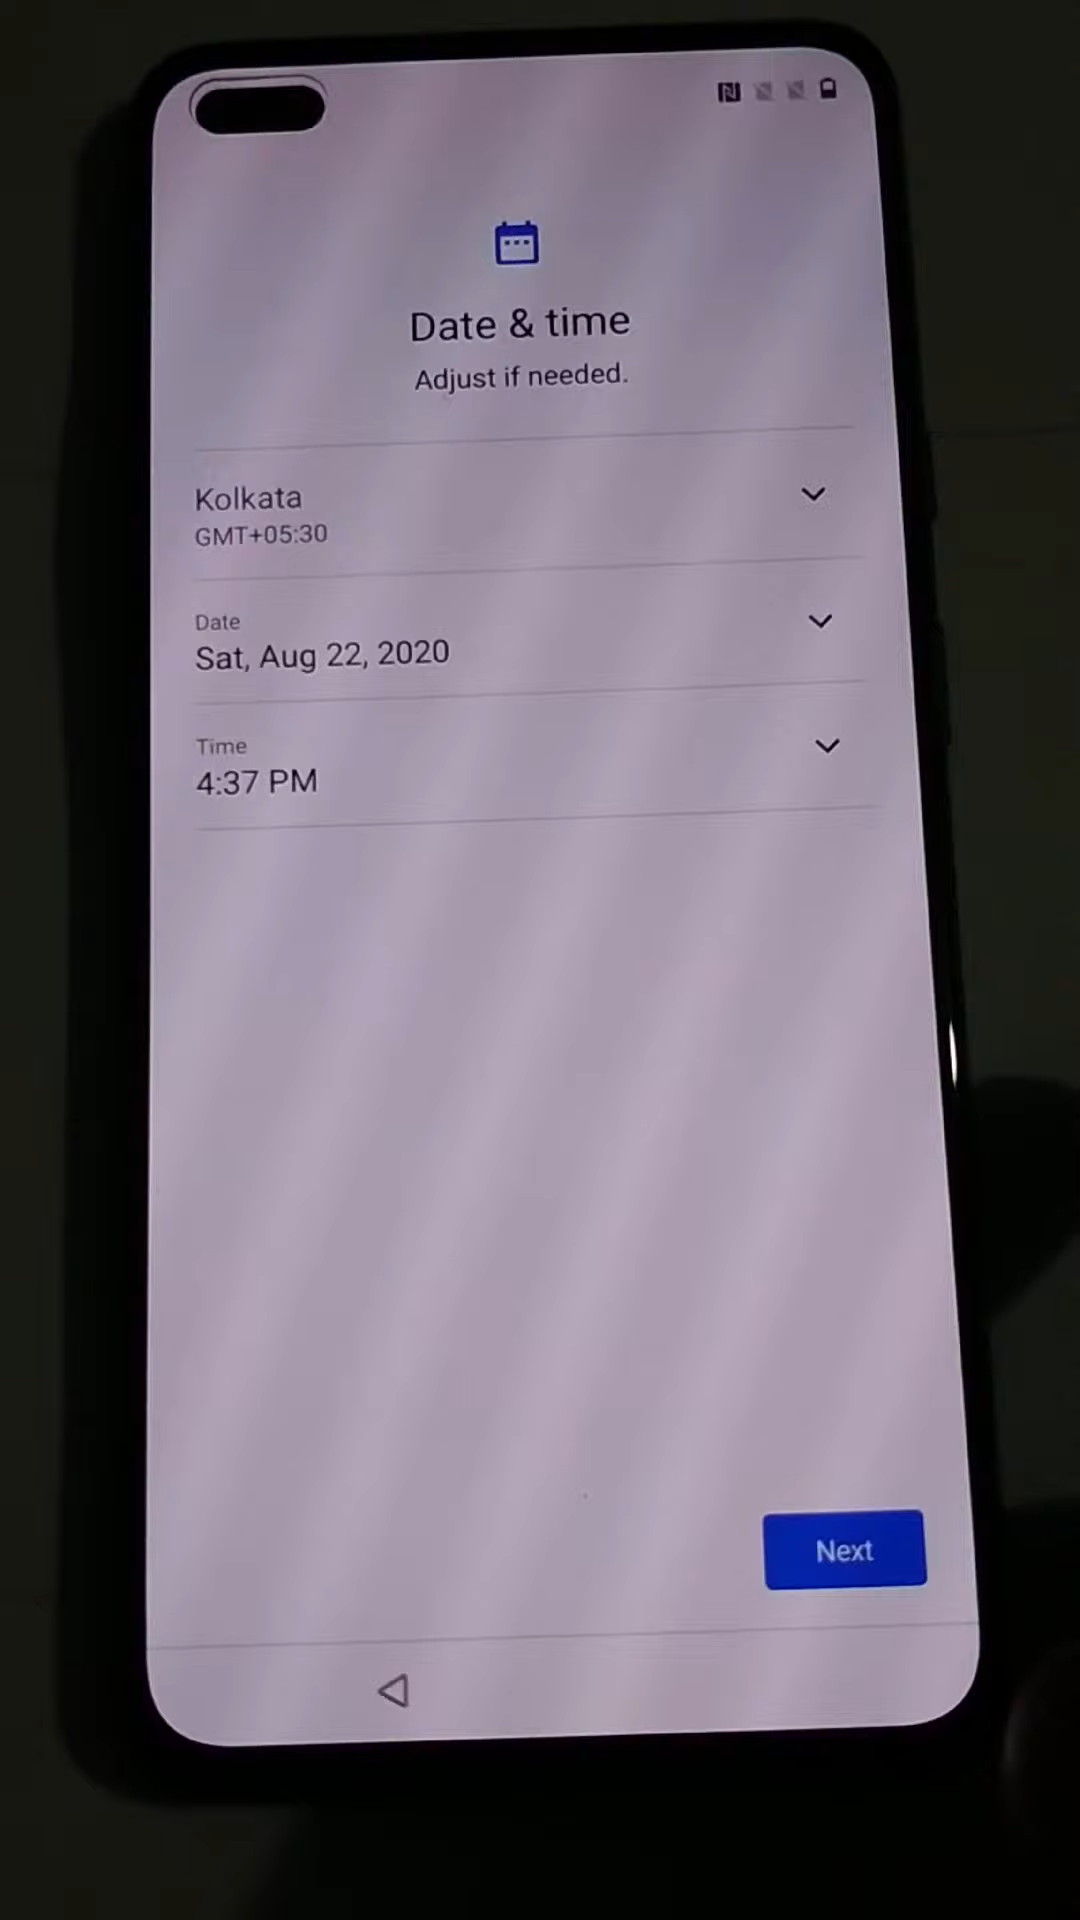 Date & time
Adjust if needed.
Kolkata
GMT+05:30
Date
Sat, Aug 22, 2020
Time
4:37 PM
Next